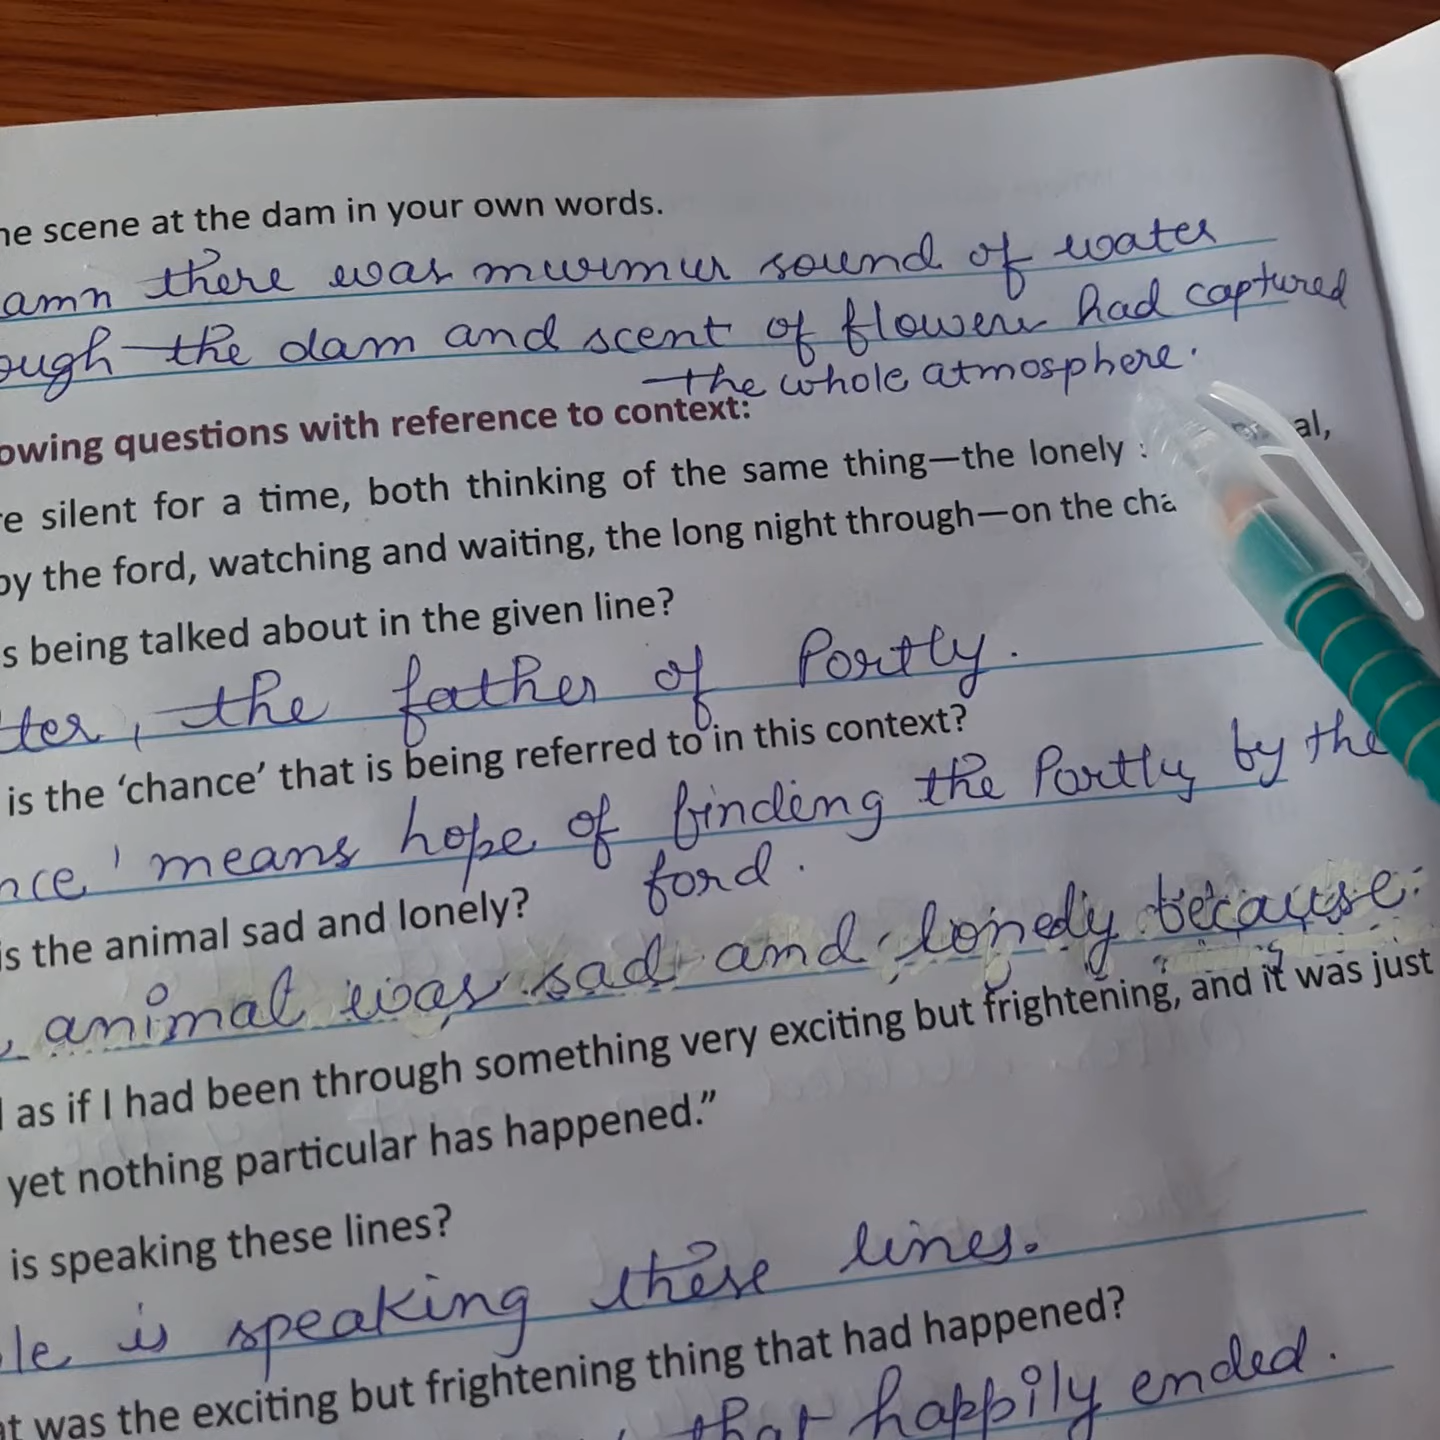 he scene at the dam in your own words.
amn there was murmur sound of water
ough the dam and scent of flowers had captured
the whole atmosphere.
owing questions with reference to context:
re silent for a time, both thinking of the same thing—the lonely al,
by the ford, watching and waiting, the long night through—on the cha
s being talked about in the given line?
ter, the father of Portly.
is the ‘chance’ that is being referred to in this context?
nce' means hope of finding the Portly by the
ford.
is the animal sad and lonely?
animal was sad and lonely because
as if I had been through something very exciting but frightening, and it was just
yet nothing particular has happened.”
is speaking these lines?
le is speaking these lines.
at was the exciting but frightening thing that had happened?
that happily ended.